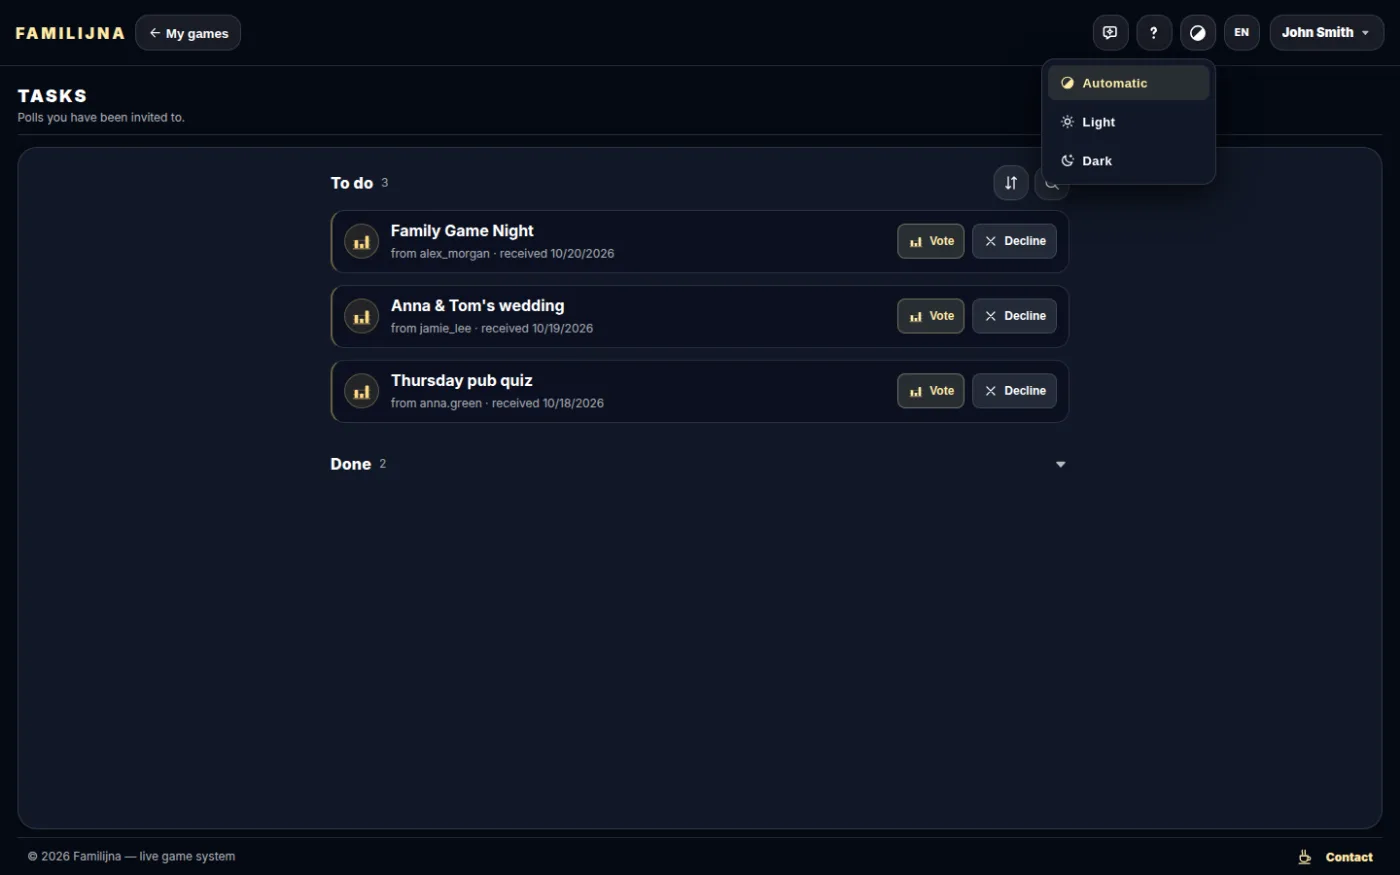 FAMILIJNA
My games
?
EN
John Smith
Automatic
Light
Dark
TASKS
Polls you have been invited to.
To do 3
Family Game Night
from alex_morgan · received 10/20/2026
Vote
Decline
Anna & Tom's wedding
from jamie_lee · received 10/19/2026
Vote
Decline
Thursday pub quiz
from anna.green · received 10/18/2026
Vote
Decline
Done 2
© 2026 Familijna — live game system
Contact